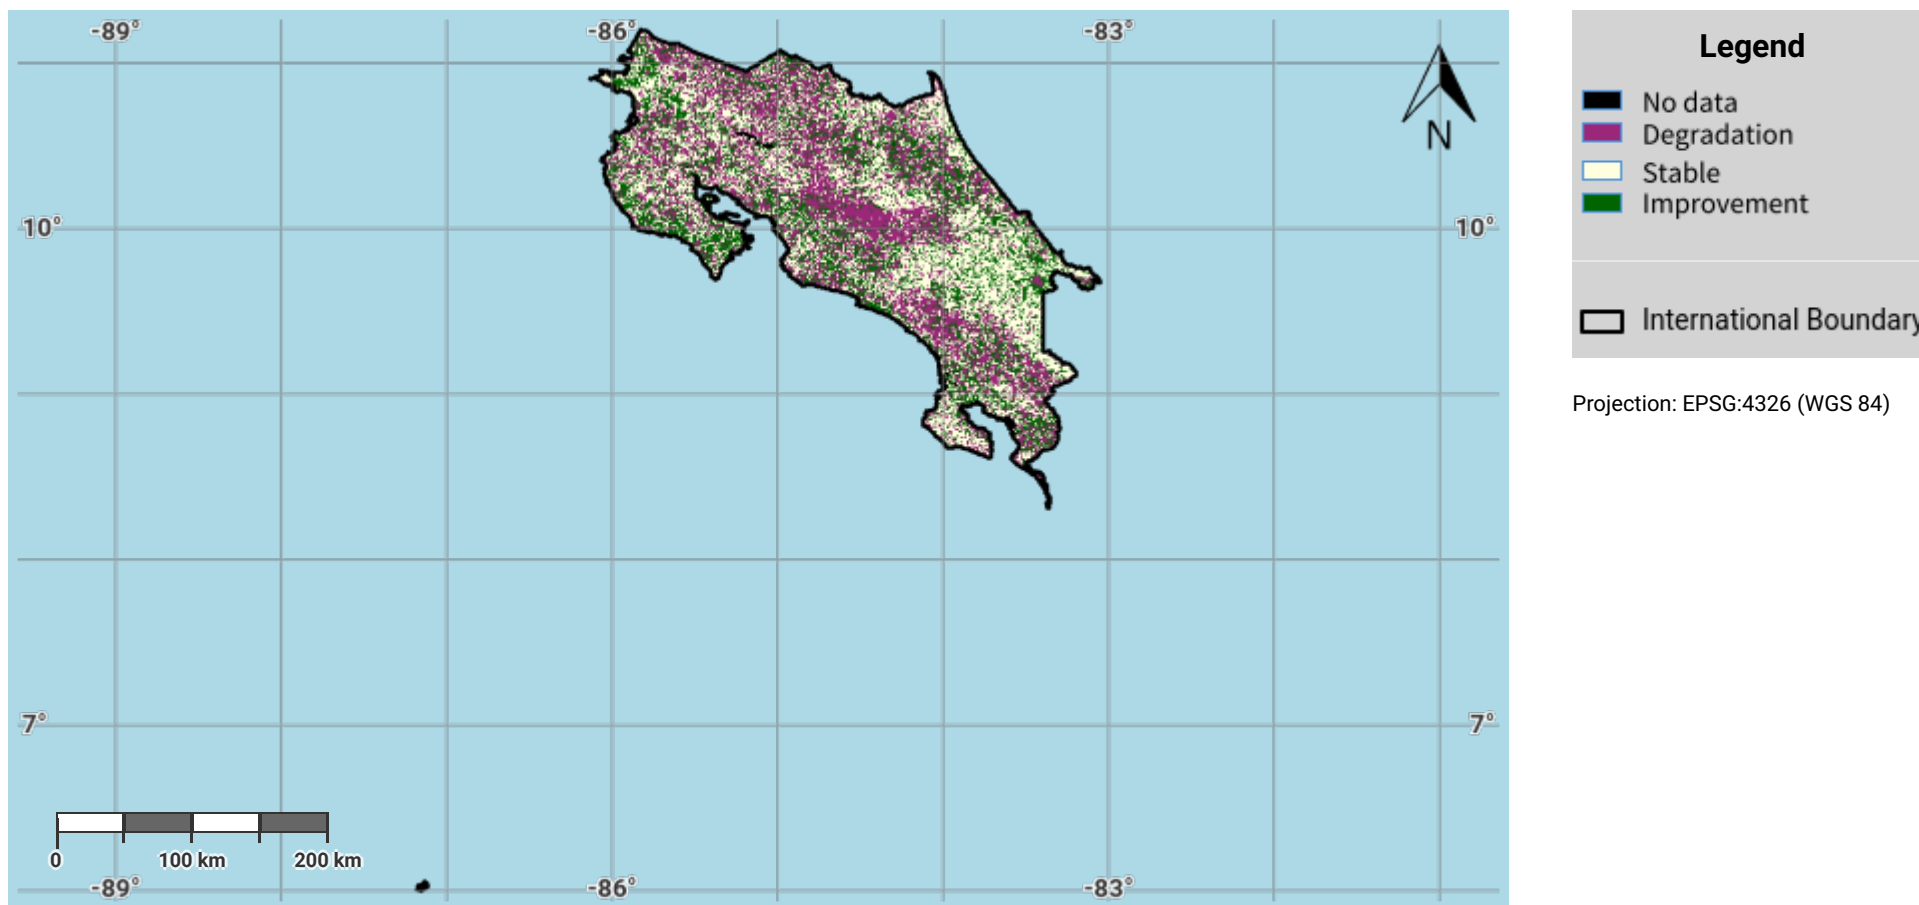 -89°
-86°
-83°
10°
10°
7°
7°
-89°
-86°
-83°
0
100 km
200 km
N
Legend
No data
Degradation
Stable
Improvement
International Boundary
Projection: EPSG:4326 (WGS 84)